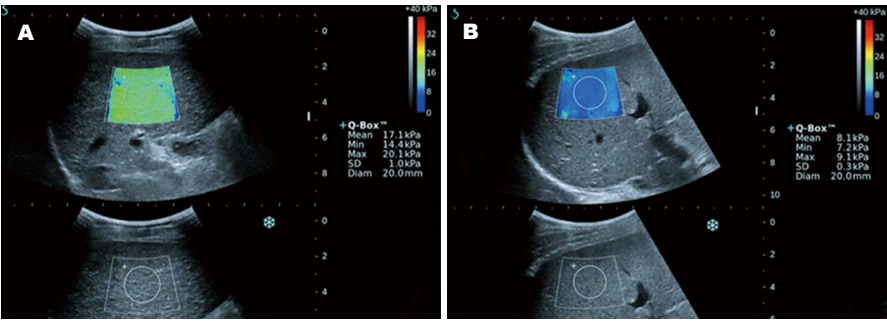 A
+40 kPa
32
24
16
8
0
0
2
4
6
8
+Q-Box™
Mean 17.1kPa
Min 14.4kPa
Max 20.1kPa
SD 1.0kPa
Diam 20.0mm
0
2
4
B
+40 kPa
32
24
16
8
0
0
2
4
6
8
10
+Q-Box™
Mean 8.1kPa
Min 7.2kPa
Max 9.1kPa
SD 0.3kPa
Diam 20.0mm
0
2
4
6